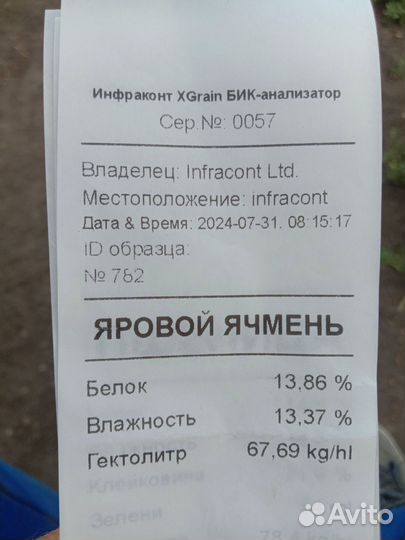 Инфраконт XGrain БИК-анализатор
Сер.№: 0057
Владелец: Infracont Ltd.
Местоположение: infracont
Дата & Время: 2024-07-31. 08:15:17
ID образца:
№ 762
ЯРОВОЙ ЯЧМЕНЬ
Белок 13,86 %
Влажность 13,37 %
Гектолитр 67,69 kg/hl
Клейковина
Зелени
Avito